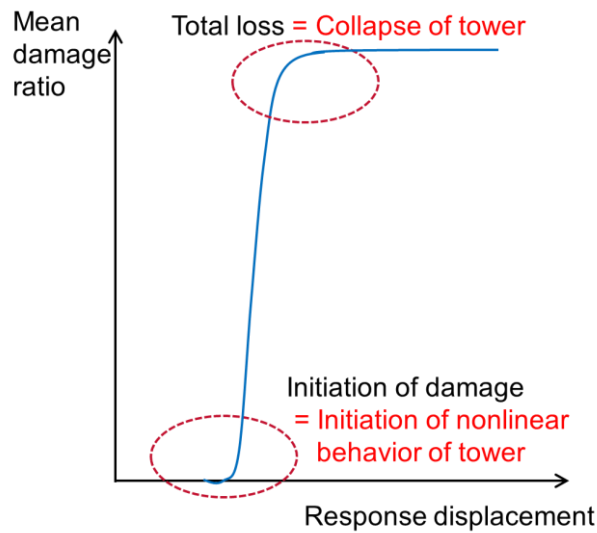 Mean
damage
ratio
Total loss = Collapse of tower
Initiation of damage
= Initiation of nonlinear
behavior of tower
Response displacement